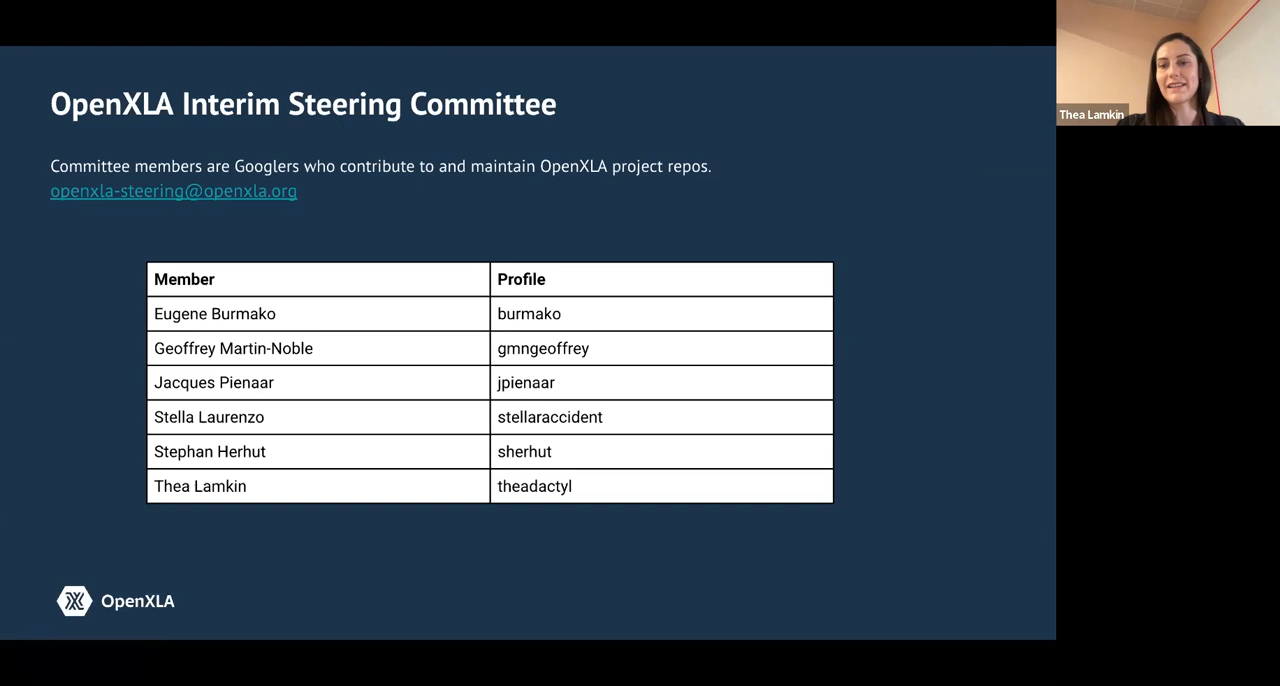 OpenXLA Interim Steering Committee
Committee members are Googlers who contribute to and maintain OpenXLA project repos.
openxla-steering@openxla.org
Member Profile
Eugene Burmako burmako
Geoffrey Martin-Noble gmngeoffrey
Jacques Pienaar jpienaar
Stella Laurenzo stellaraccident
Stephan Herhut sherhut
Thea Lamkin theadactyl
OpenXLA
Thea Lamkin